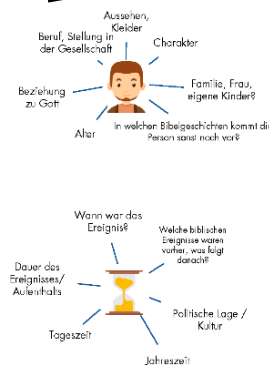 Aussehen,
Kleider
Beruf, Stellung in
der Gesellschaft
Charakter
Beziehung
zu Gott
Familie, Frau,
eigene Kinder?
Alter
In welchen Bibelgeschichten kommt die
Person sonst noch vor?
Wann war das
Ereignis?
Welche biblischen
Ereignisse waren
vorher, was folgt
danach?
Dauer des
Ereignisses/
Aufenthalts
Politische Lage /
Kultur
Tageszeit
Jahreszeit